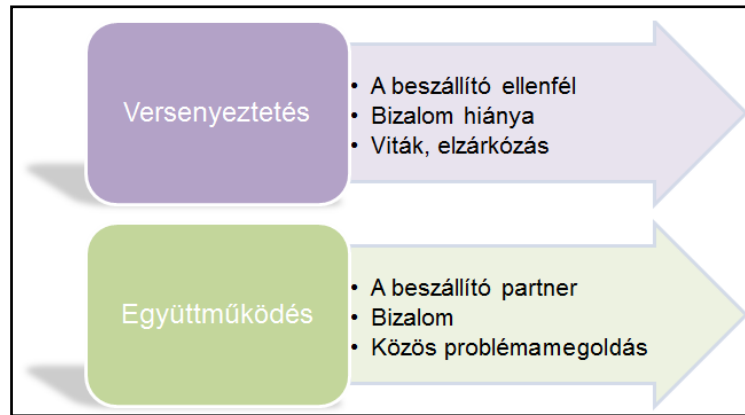 Versenyeztetés
• A beszállító ellenfél
• Bizalom hiánya
• Viták, elzárkózás
Együttműködés
• A beszállító partner
• Bizalom
• Közös problémamegoldás